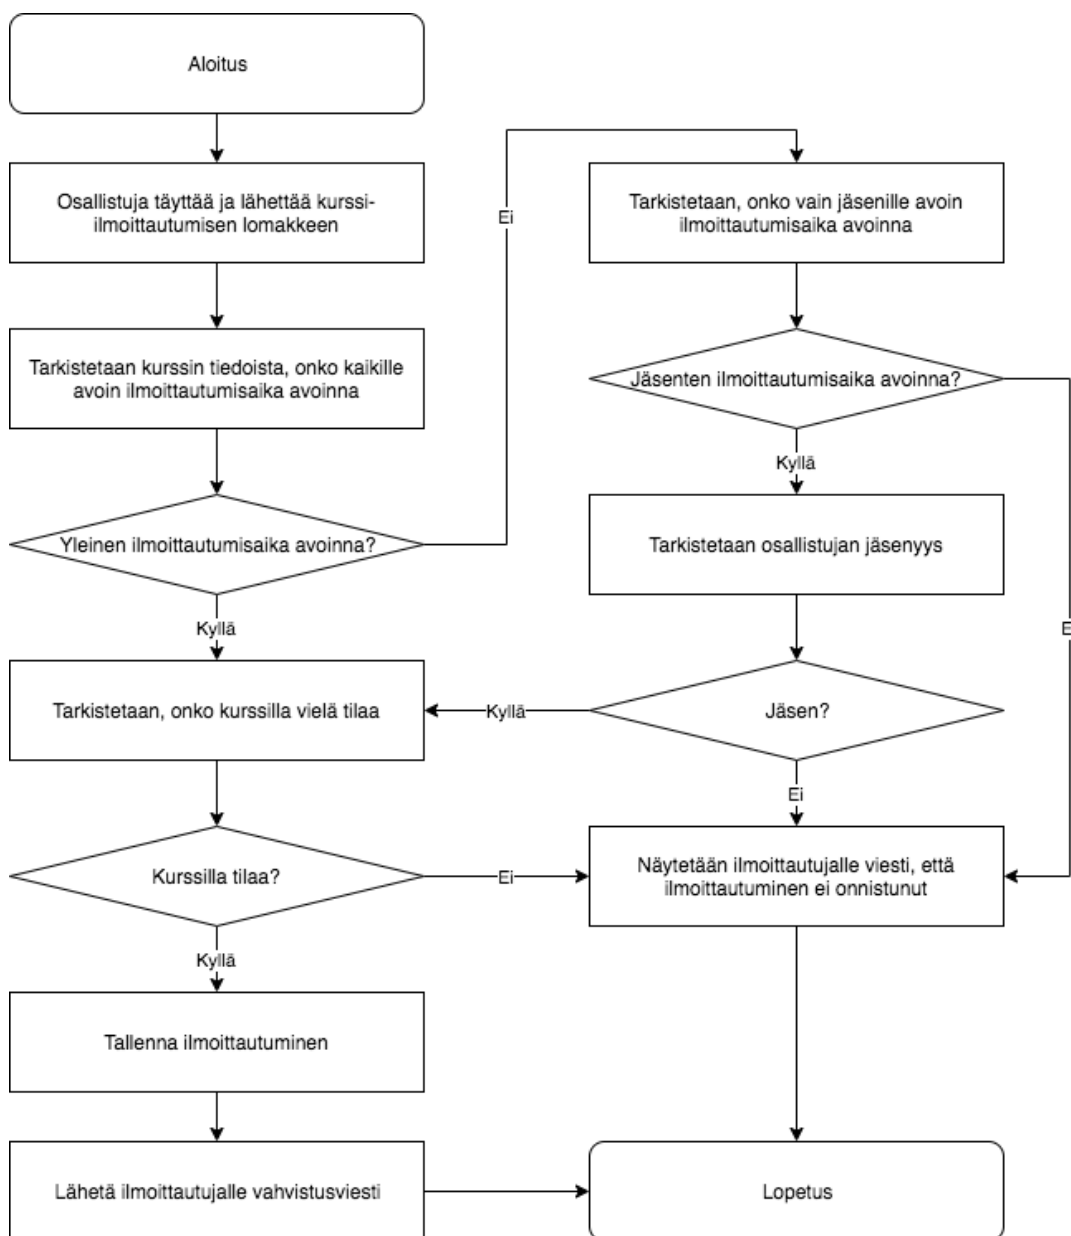 Aloitus
Osallistuja täyttää ja lähettää kurssi-
ilmoittautumisen lomakkeen
Tarkistetaan kurssin tiedoista, onko kaikille
avoin ilmoittautumisaika avoinna
Yleinen ilmoittautumisaika avoinna?
Ei
Kyllä
Tarkistetaan, onko vain jäsenille avoin
ilmoittautumisaika avoinna
Jäsenten ilmoittautumisaika avoinna?
Kyllä
Tarkistetaan osallistujan jäsenyys
Jäsen?
Kyllä
Ei
Tarkistetaan, onko kurssilla vielä tilaa
Kurssilla tilaa?
Ei
Kyllä
Näytetään ilmoittautujalle viesti, että
ilmoittautuminen ei onnistunut
Tallenna ilmoittautuminen
Lähetä ilmoittautujalle vahvistusviesti
Lopetus